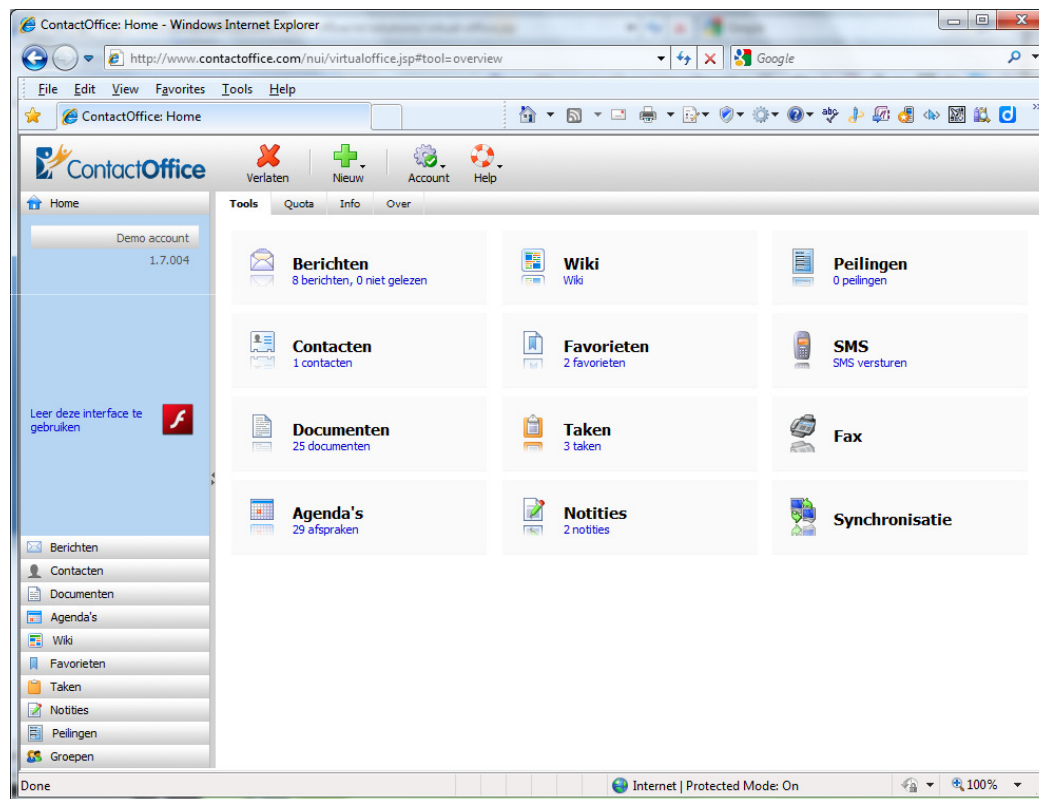 ContactOffice: Home - Windows Internet Explorer
http://www.contactoffice.com/nui/virtualoffice.jsp#tool=overview
Google
File Edit View Favorites Tools Help
ContactOffice: Home
ContactOffice
Verlaten Nieuw Account Help
Home
Tools Quota Info Over
Demo account
1.7.004
Leer deze interface te
gebruiken
Berichten
8 berichten, 0 niet gelezen
Wiki
Wiki
Peilingen
0 peilingen
Contacten
1 contacten
Favorieten
2 favorieten
SMS
SMS versturen
Documenten
25 documenten
Taken
3 taken
Fax
Agenda's
29 afspraken
Notities
2 notities
Synchronisatie
Berichten
Contacten
Documenten
Agenda's
Wiki
Favorieten
Taken
Notities
Peilingen
Groepen
Done
Internet | Protected Mode: On
100%